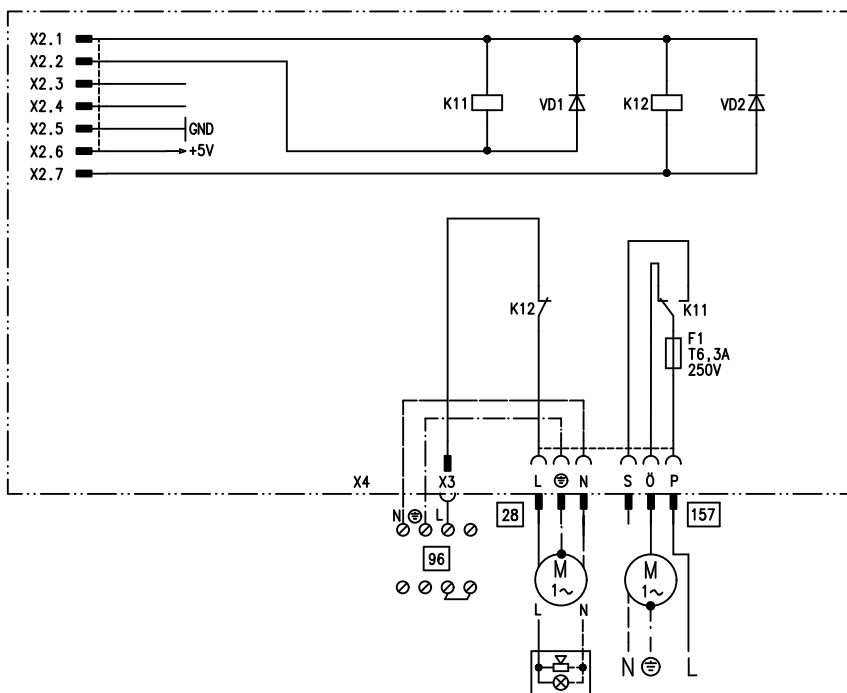 X2.1
X2.2
X2.3
X2.4
X2.5
X2.6
X2.7
GND
+5V
K11
VD1
K12
VD2
K12
K11
F1
T6,3A
250V
X4
X3
L
N
S
Ö
P
N
L
28
157
96
M
1~
M
1~
L
N
N
L